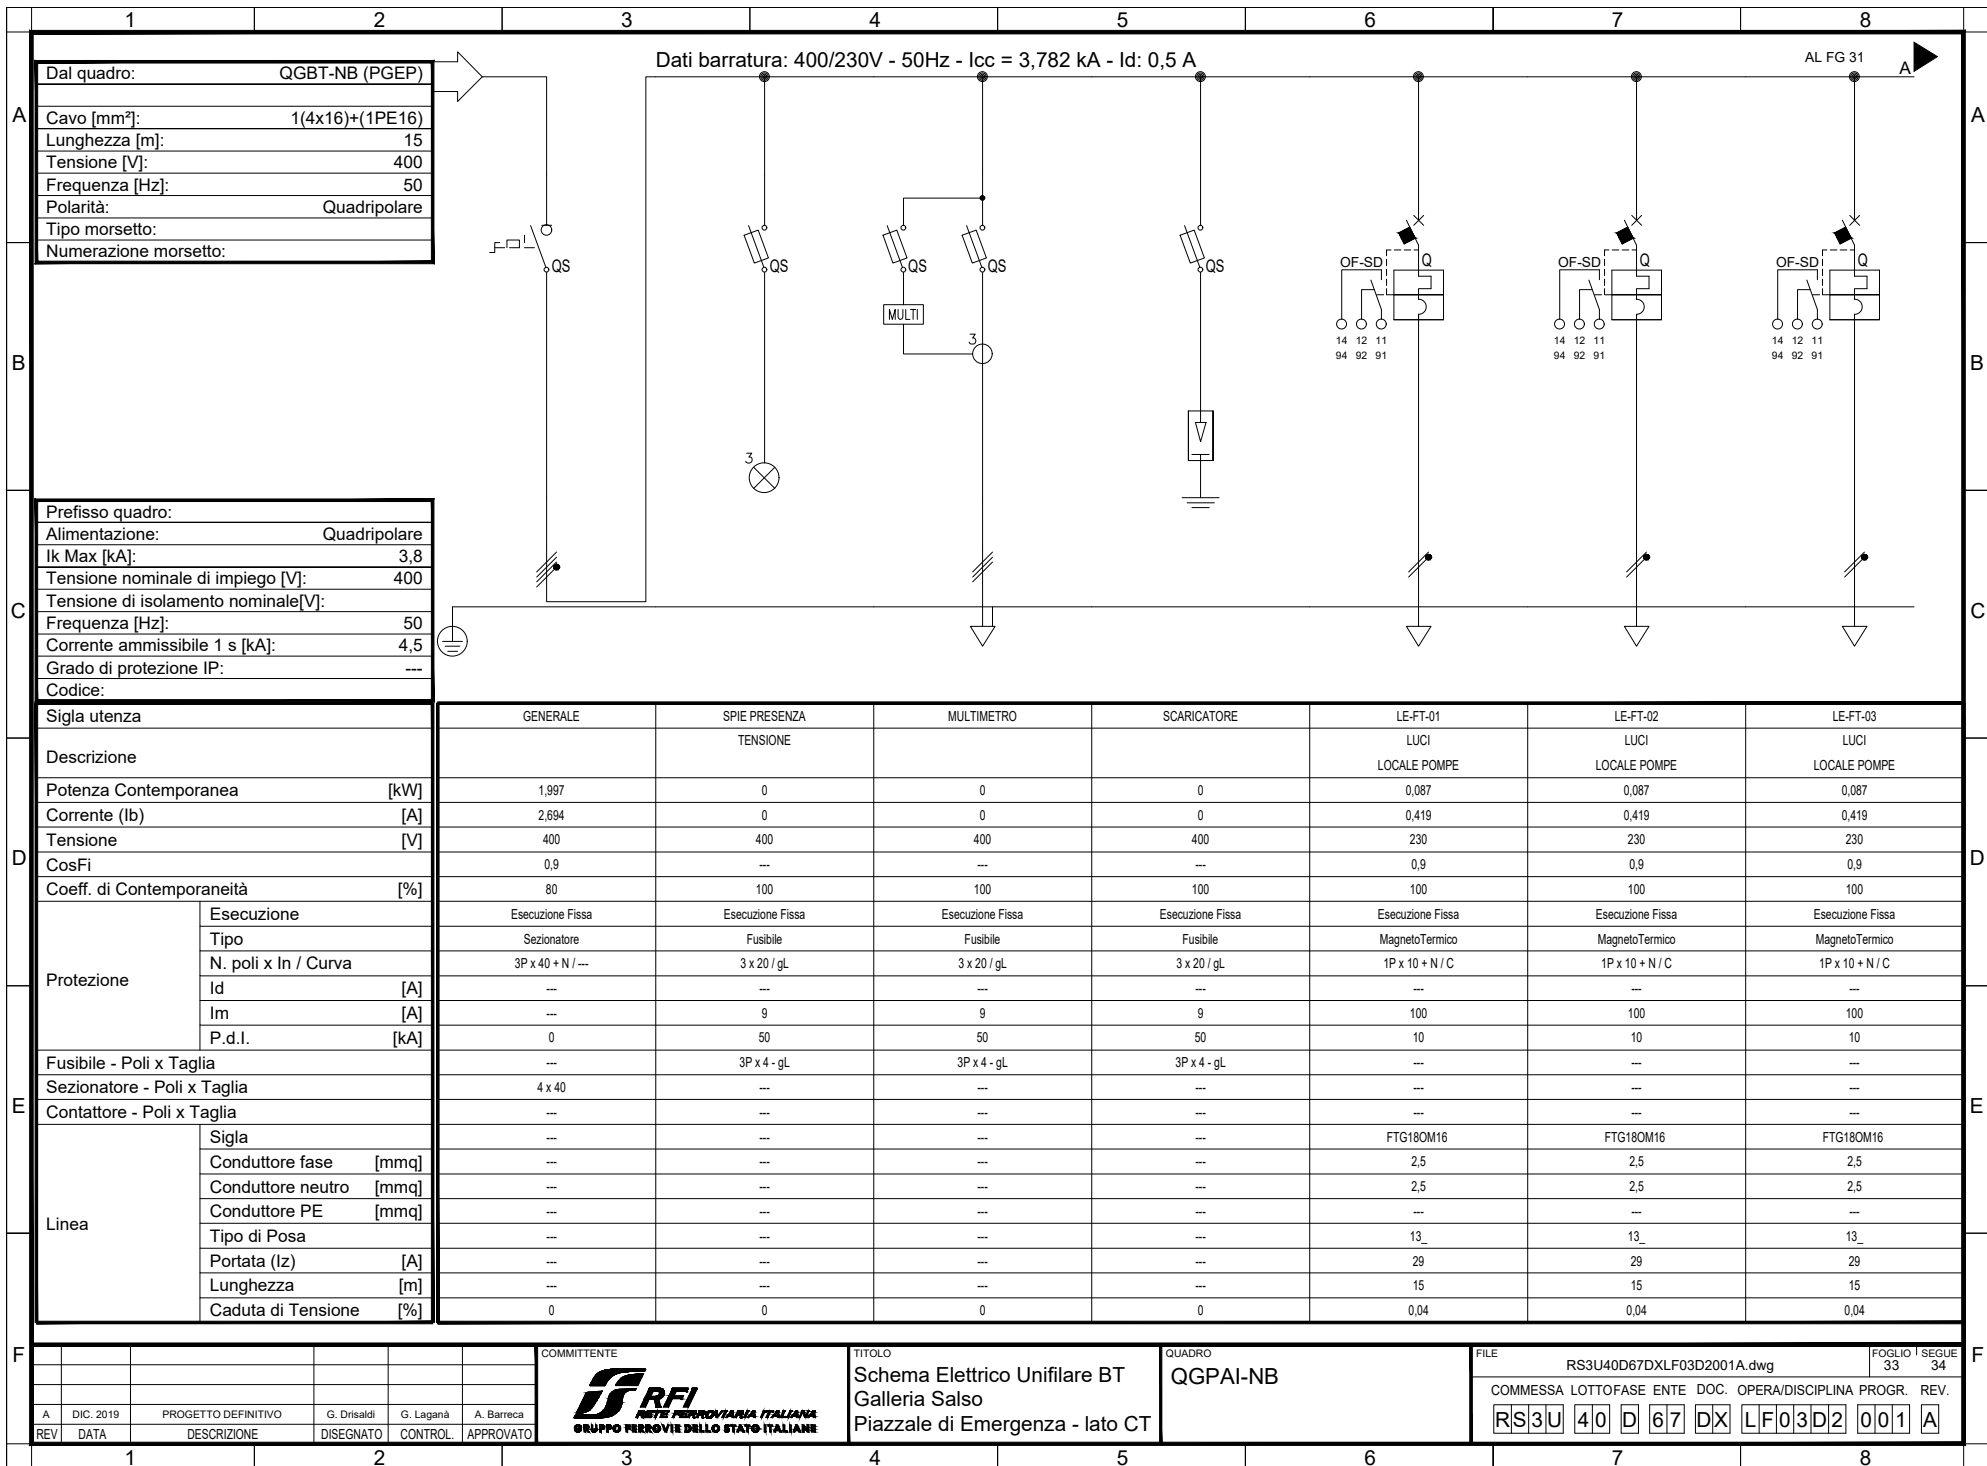 1 2 3 4 5 6 7 8
Dati barratura: 400/230V - 50Hz - Icc = 3,782 kA - Id: 0,5 A
AL FG 31 A
Dal quadro: QGBT-NB (PGEP)
Cavo [mm²]: 1(4x16)+(1PE16)
Lunghezza [m]: 15
Tensione [V]: 400
Frequenza [Hz]: 50
Polarità: Quadripolare
Tipo morsetto:
Numerazione morsetto:
A A
B B
C C
D D
E E
F F
QS QS QS QS QS
OF-SD Q OF-SD Q OF-SD Q
MULTI
3
14 12 11 14 12 11 14 12 11
94 92 91 94 92 91 94 92 91
3
Prefisso quadro:
Alimentazione: Quadripolare
Ik Max [kA]: 3,8
Tensione nominale di impiego [V]: 400
Tensione di isolamento nominale[V]:
Frequenza [Hz]: 50
Corrente ammissibile 1 s [kA]: 4,5
Grado di protezione IP: ---
Codice:
Sigla utenza GENERALE SPIE PRESENZA MULTIMETRO SCARICATORE LE-FT-01 LE-FT-02 LE-FT-03
Descrizione TENSIONE LUCI LUCI LUCI
LOCALE POMPE LOCALE POMPE LOCALE POMPE
Potenza Contemporanea [kW] 1,997 0 0 0 0,087 0,087 0,087
Corrente (Ib) [A] 2,694 0 0 0 0,419 0,419 0,419
Tensione [V] 400 400 400 400 230 230 230
CosFi 0,9 --- --- --- 0,9 0,9 0,9
Coeff. di Contemporaneità [%] 80 100 100 100 100 100 100
Protezione
Esecuzione Esecuzione Fissa Esecuzione Fissa Esecuzione Fissa Esecuzione Fissa Esecuzione Fissa Esecuzione Fissa Esecuzione Fissa
Tipo Sezionatore Fusibile Fusibile Fusibile MagnetoTermico MagnetoTermico MagnetoTermico
N. poli x In / Curva 3P x 40 + N / --- 3 x 20 / gL 3 x 20 / gL 3 x 20 / gL 1P x 10 + N / C 1P x 10 + N / C 1P x 10 + N / C
Id [A] --- --- --- --- --- --- ---
Im [A] --- 9 9 9 100 100 100
P.d.I. [kA] 0 50 50 50 10 10 10
Fusibile - Poli x Taglia --- 3P x 4 - gL 3P x 4 - gL 3P x 4 - gL --- --- ---
Sezionatore - Poli x Taglia 4 x 40 --- --- --- --- --- ---
Contattore - Poli x Taglia --- --- --- --- --- --- ---
Linea
Sigla --- --- --- --- FTG18OM16 FTG18OM16 FTG18OM16
Conduttore fase [mmq] --- --- --- --- 2,5 2,5 2,5
Conduttore neutro [mmq] --- --- --- --- 2,5 2,5 2,5
Conduttore PE [mmq] --- --- --- --- --- --- ---
Tipo di Posa --- --- --- --- 13_ 13_ 13_
Portata (Iz) [A] --- --- --- --- 29 29 29
Lunghezza [m] --- --- --- --- 15 15 15
Caduta di Tensione [%] 0 0 0 0 0,04 0,04 0,04
A DIC. 2019 PROGETTO DEFINITIVO G. Drisaldi G. Laganà A. Barreca
REV DATA DESCRIZIONE DISEGNATO CONTROL. APPROVATO
COMMITTENTE
RFI
RETE FERROVIARIA ITALIANA
GRUPPO FERROVIE DELLO STATO ITALIANE
TITOLO
Schema Elettrico Unifilare BT
Galleria Salso
Piazzale di Emergenza - lato CT
QUADRO
QGPAI-NB
FILE
RS3U40D67DXLF03D2001A.dwg
FOGLIO SEGUE
33 34
COMMESSA LOTTO FASE ENTE DOC. OPERA/DISCIPLINA PROGR. REV.
RS3U 40 D 67 DX LF03D2 001 A
1 2 3 4 5 6 7 8